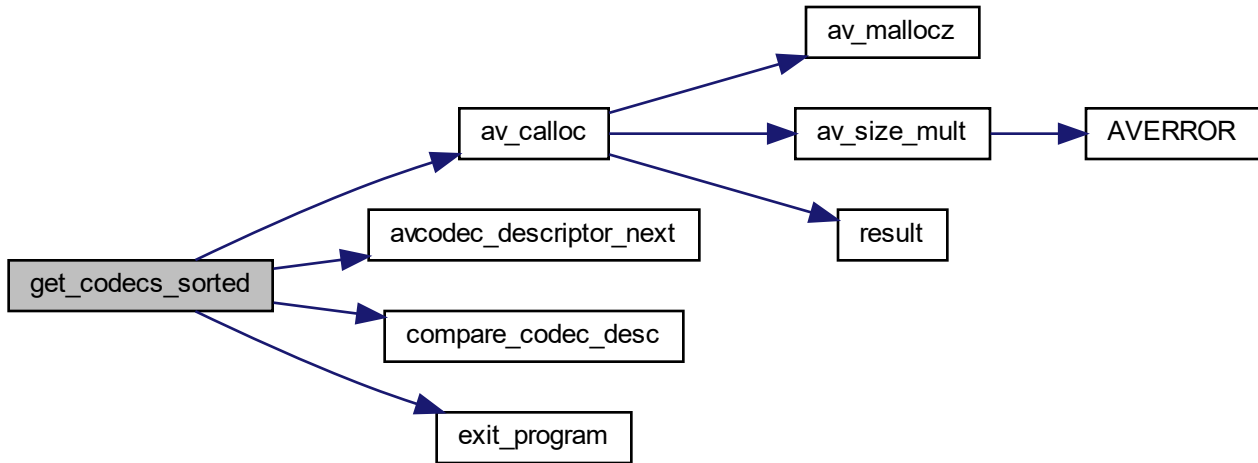 av_mallocz
av_calloc
av_size_mult
AVERROR
avcodec_descriptor_next
result
get_codecs_sorted
compare_codec_desc
exit_program